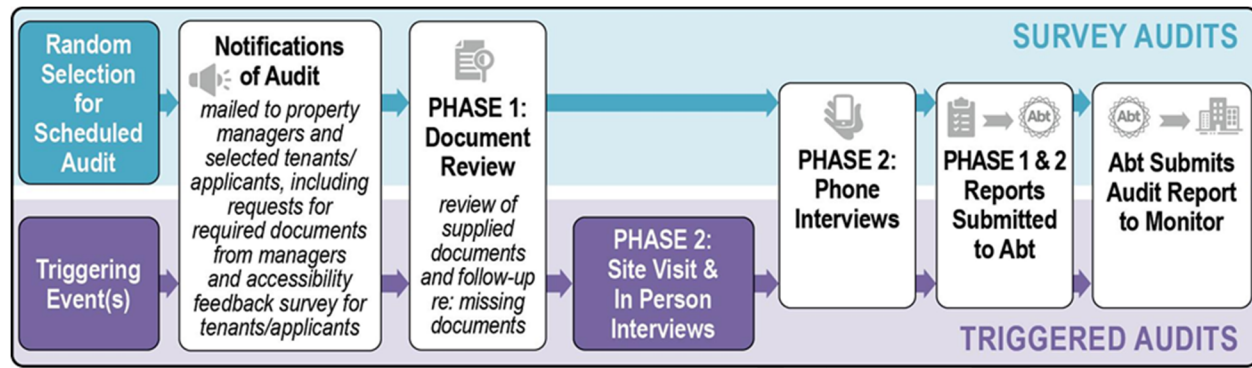 SURVEY AUDITS
Random
Selection
for
Scheduled
Audit
Notifications
of Audit
mailed to property
managers and
selected tenants/
applicants, including
requests for
required documents
from managers
and accessibility
feedback survey for
tenants/applicants
PHASE 1:
Document
Review
review of
supplied
documents
and follow-up
re: missing
documents
PHASE 2:
Phone
Interviews
Abt
PHASE 1 & 2
Reports
Submitted
to Abt
Abt
Abt Submits
Audit Report
to Monitor
Triggering
Event(s)
PHASE 2:
Site Visit &
In Person
Interviews
TRIGGERED AUDITS